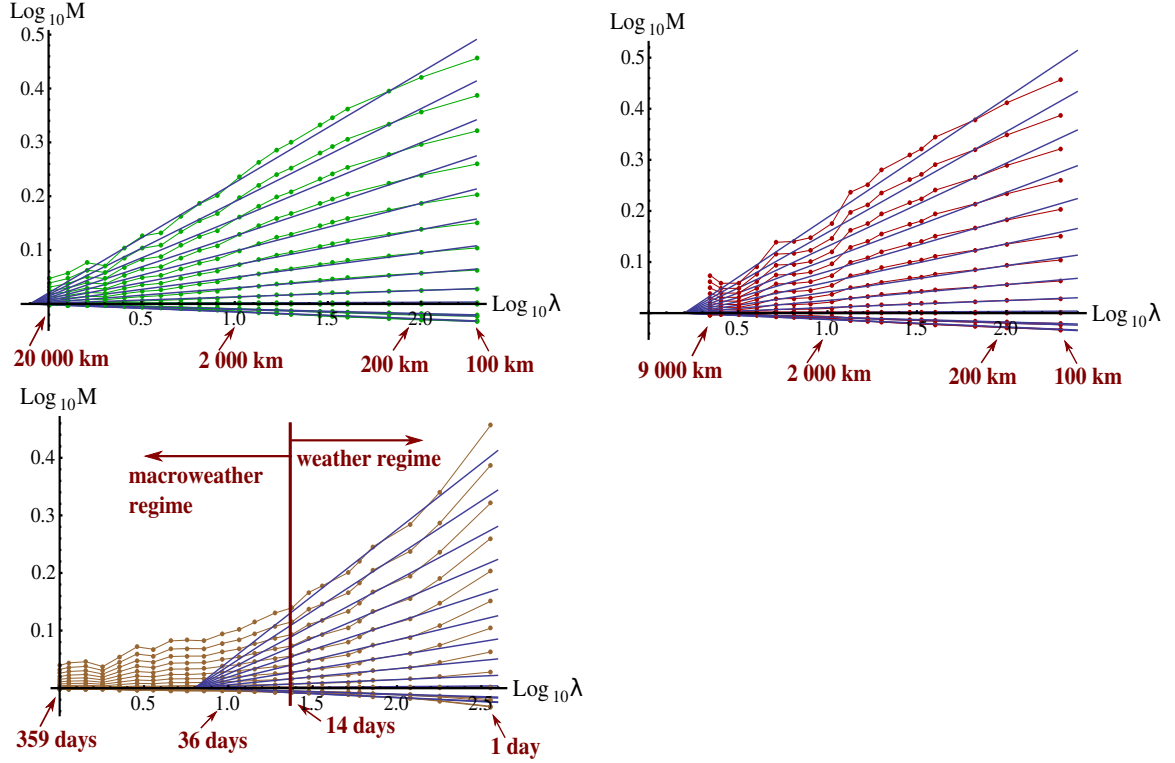 Log10M
0.5
0.4
0.3
0.2
0.1
0.5
1.0
1.5
2.0
Log10λ
20 000 km
2 000 km
200 km
100 km
Log10M
0.5
0.4
0.3
0.2
0.1
0.5
1.0
1.5
2.0
Log10λ
9 000 km
2 000 km
200 km
100 km
Log10M
0.4
0.3
0.2
0.1
macroweather
regime
weather regime
0.5
1.0
1.5
2.0
2.5
Log10λ
359 days
36 days
14 days
1 day